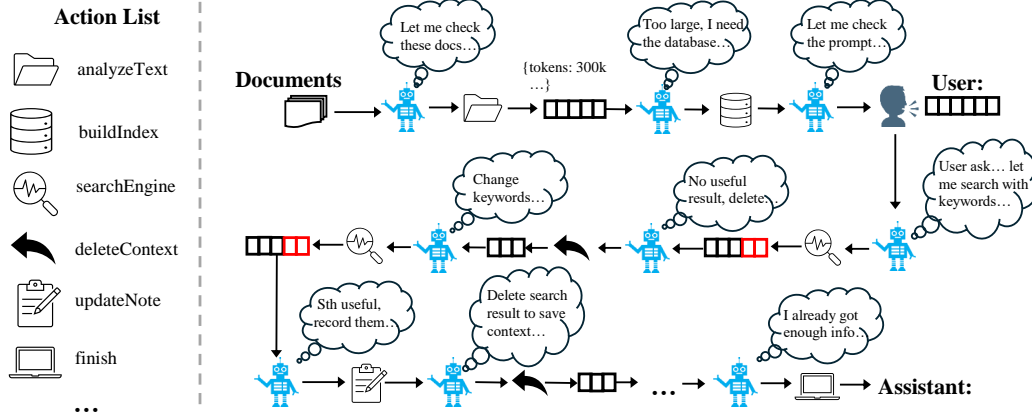 Action List
analyzeText
buildIndex
searchEngine
deleteContext
updateNote
finish
...
Documents
Let me check
these docs…
{tokens: 300k
…}
Too large, I need
the database…
Let me check
the prompt…
User:
User ask… let
me search with
keywords…
No useful
result, delete…
Change
keywords…
Sth useful,
record them…
Delete search
result to save
context…
...
I already got
enough info…
Assistant: